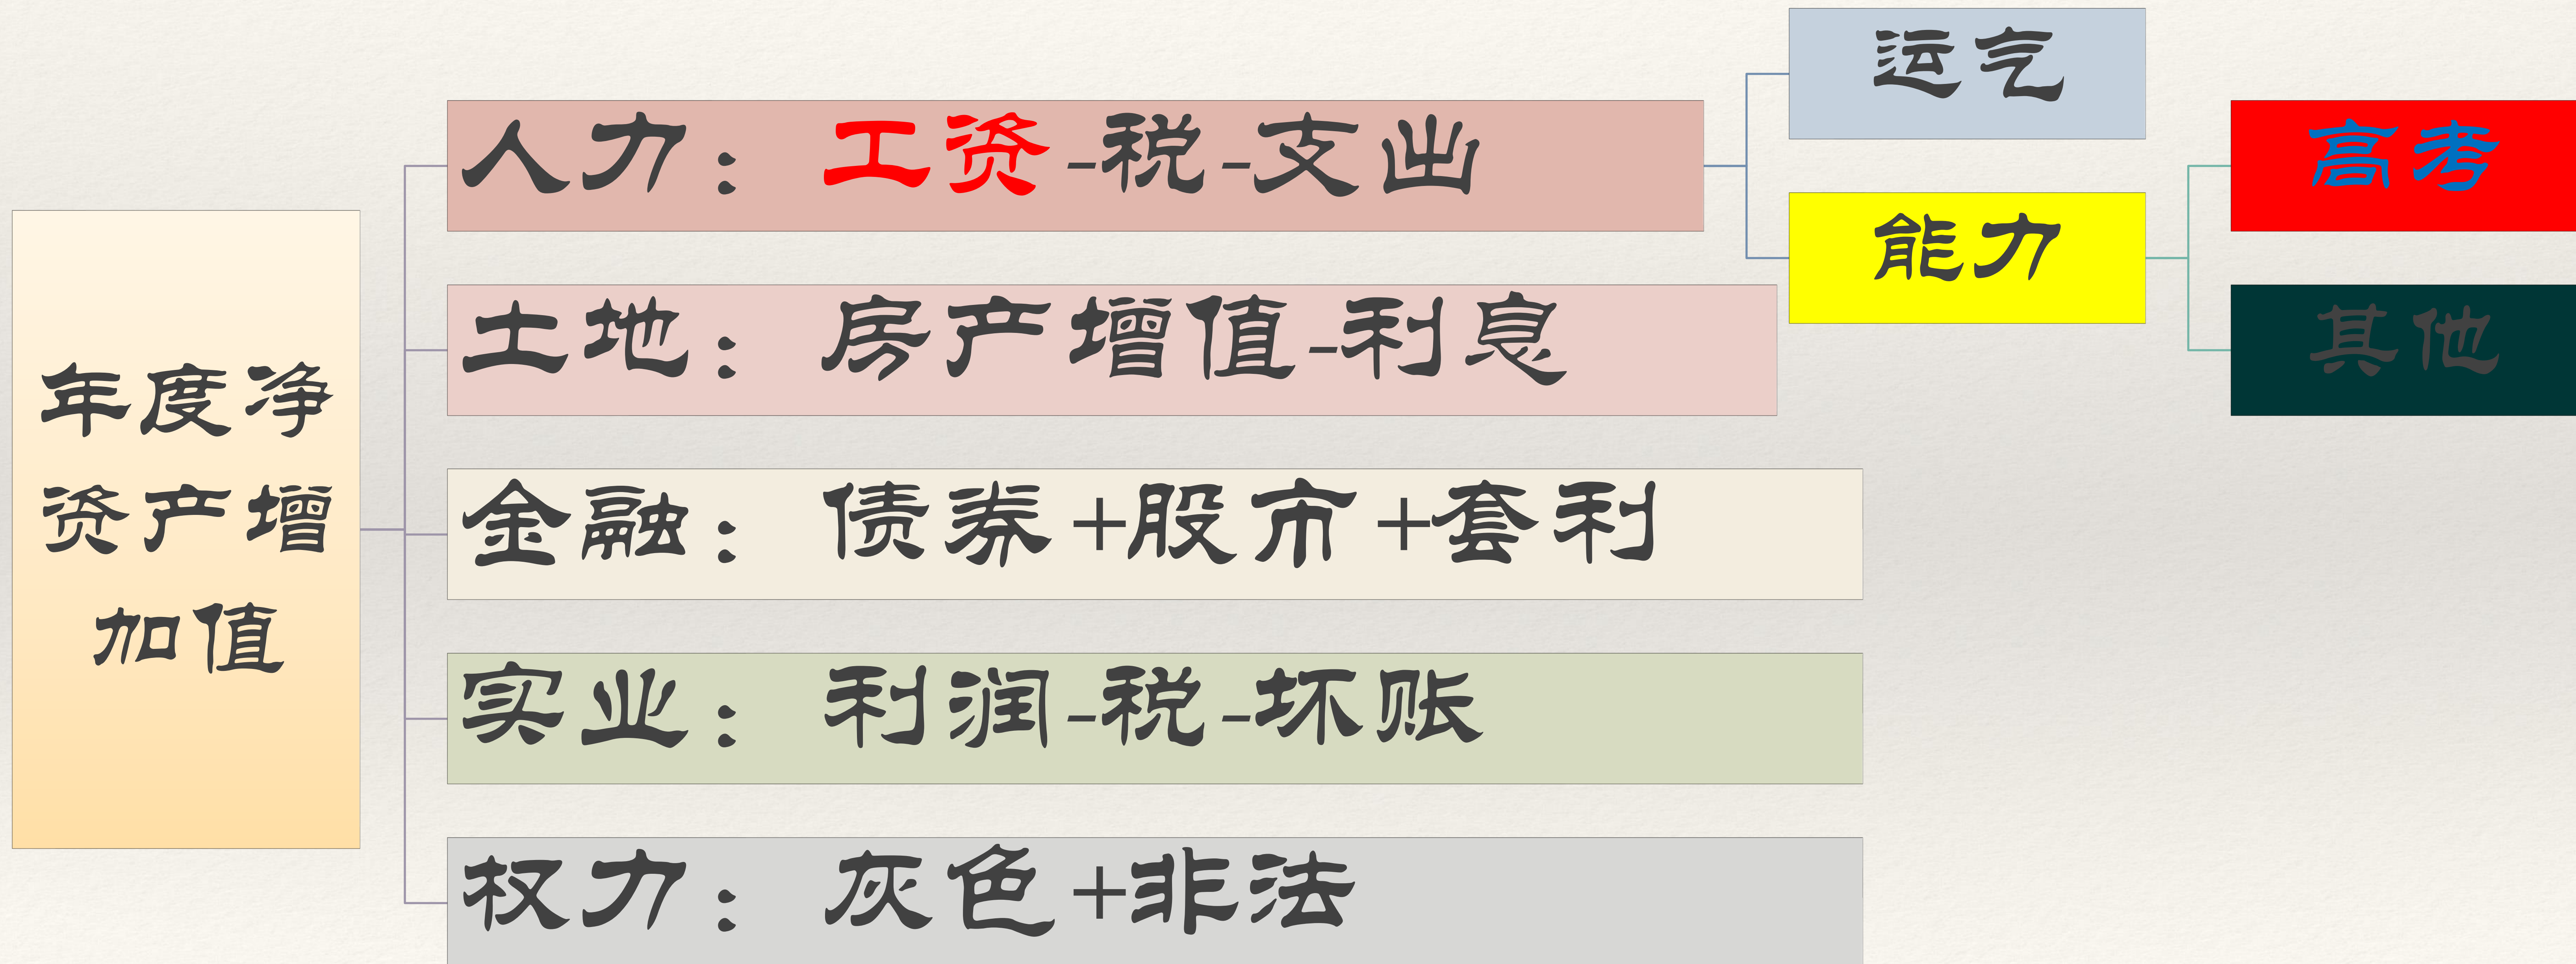 年度净
资产增
加值
人力：工资-税-支出
土地：房产增值-利息
金融：债券+股市+套利
实业：利润-税-坏账
权力：灰色+非法
运气
能力
高考
其他